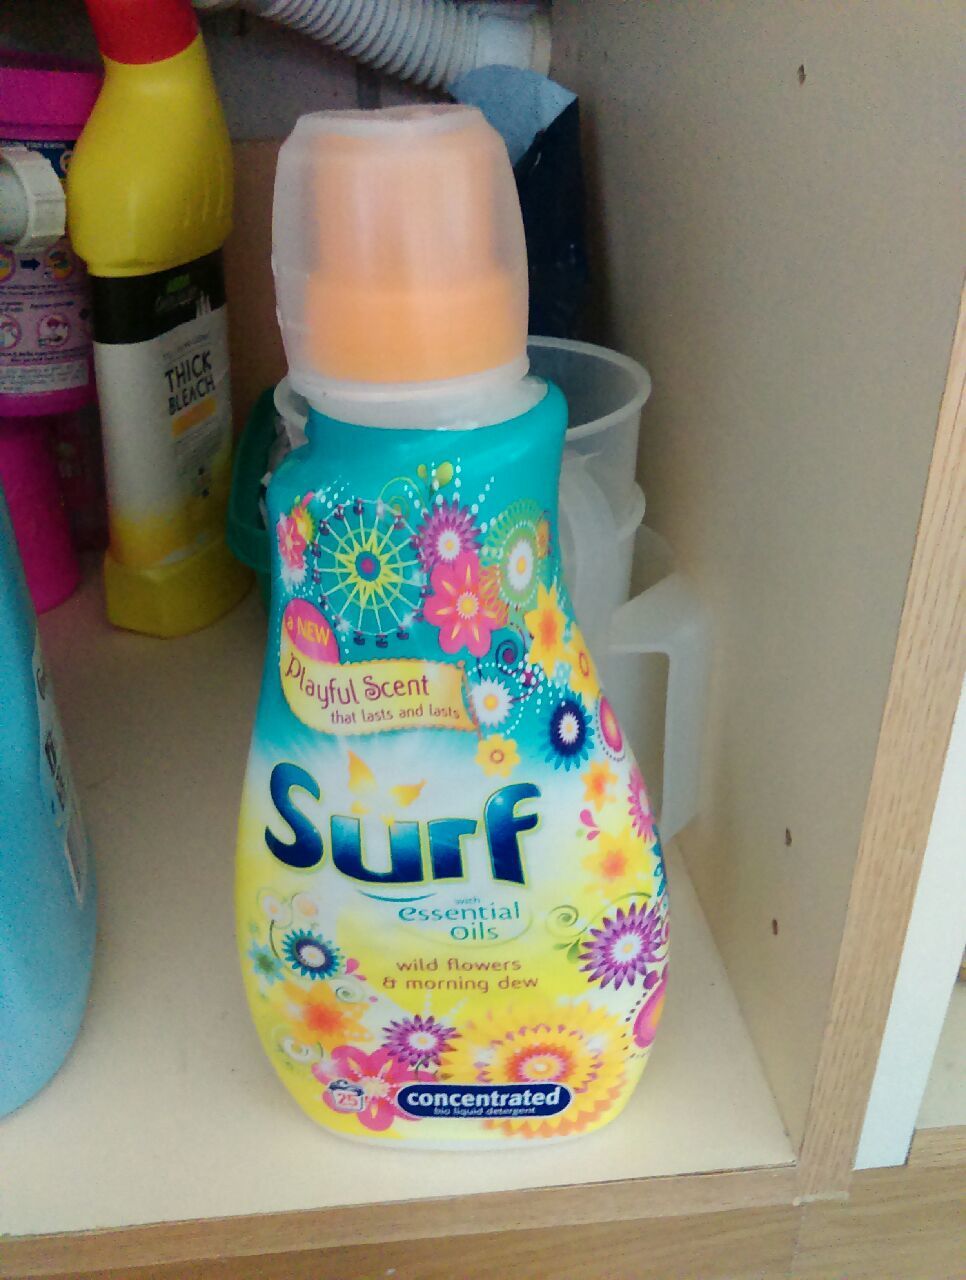 THICK
BLEACH
a NEW
Playful Scent
that lasts and lasts
Surf
with
essential
oils
wild flowers
& morning dew
25
concentrated
bio liquid detergent